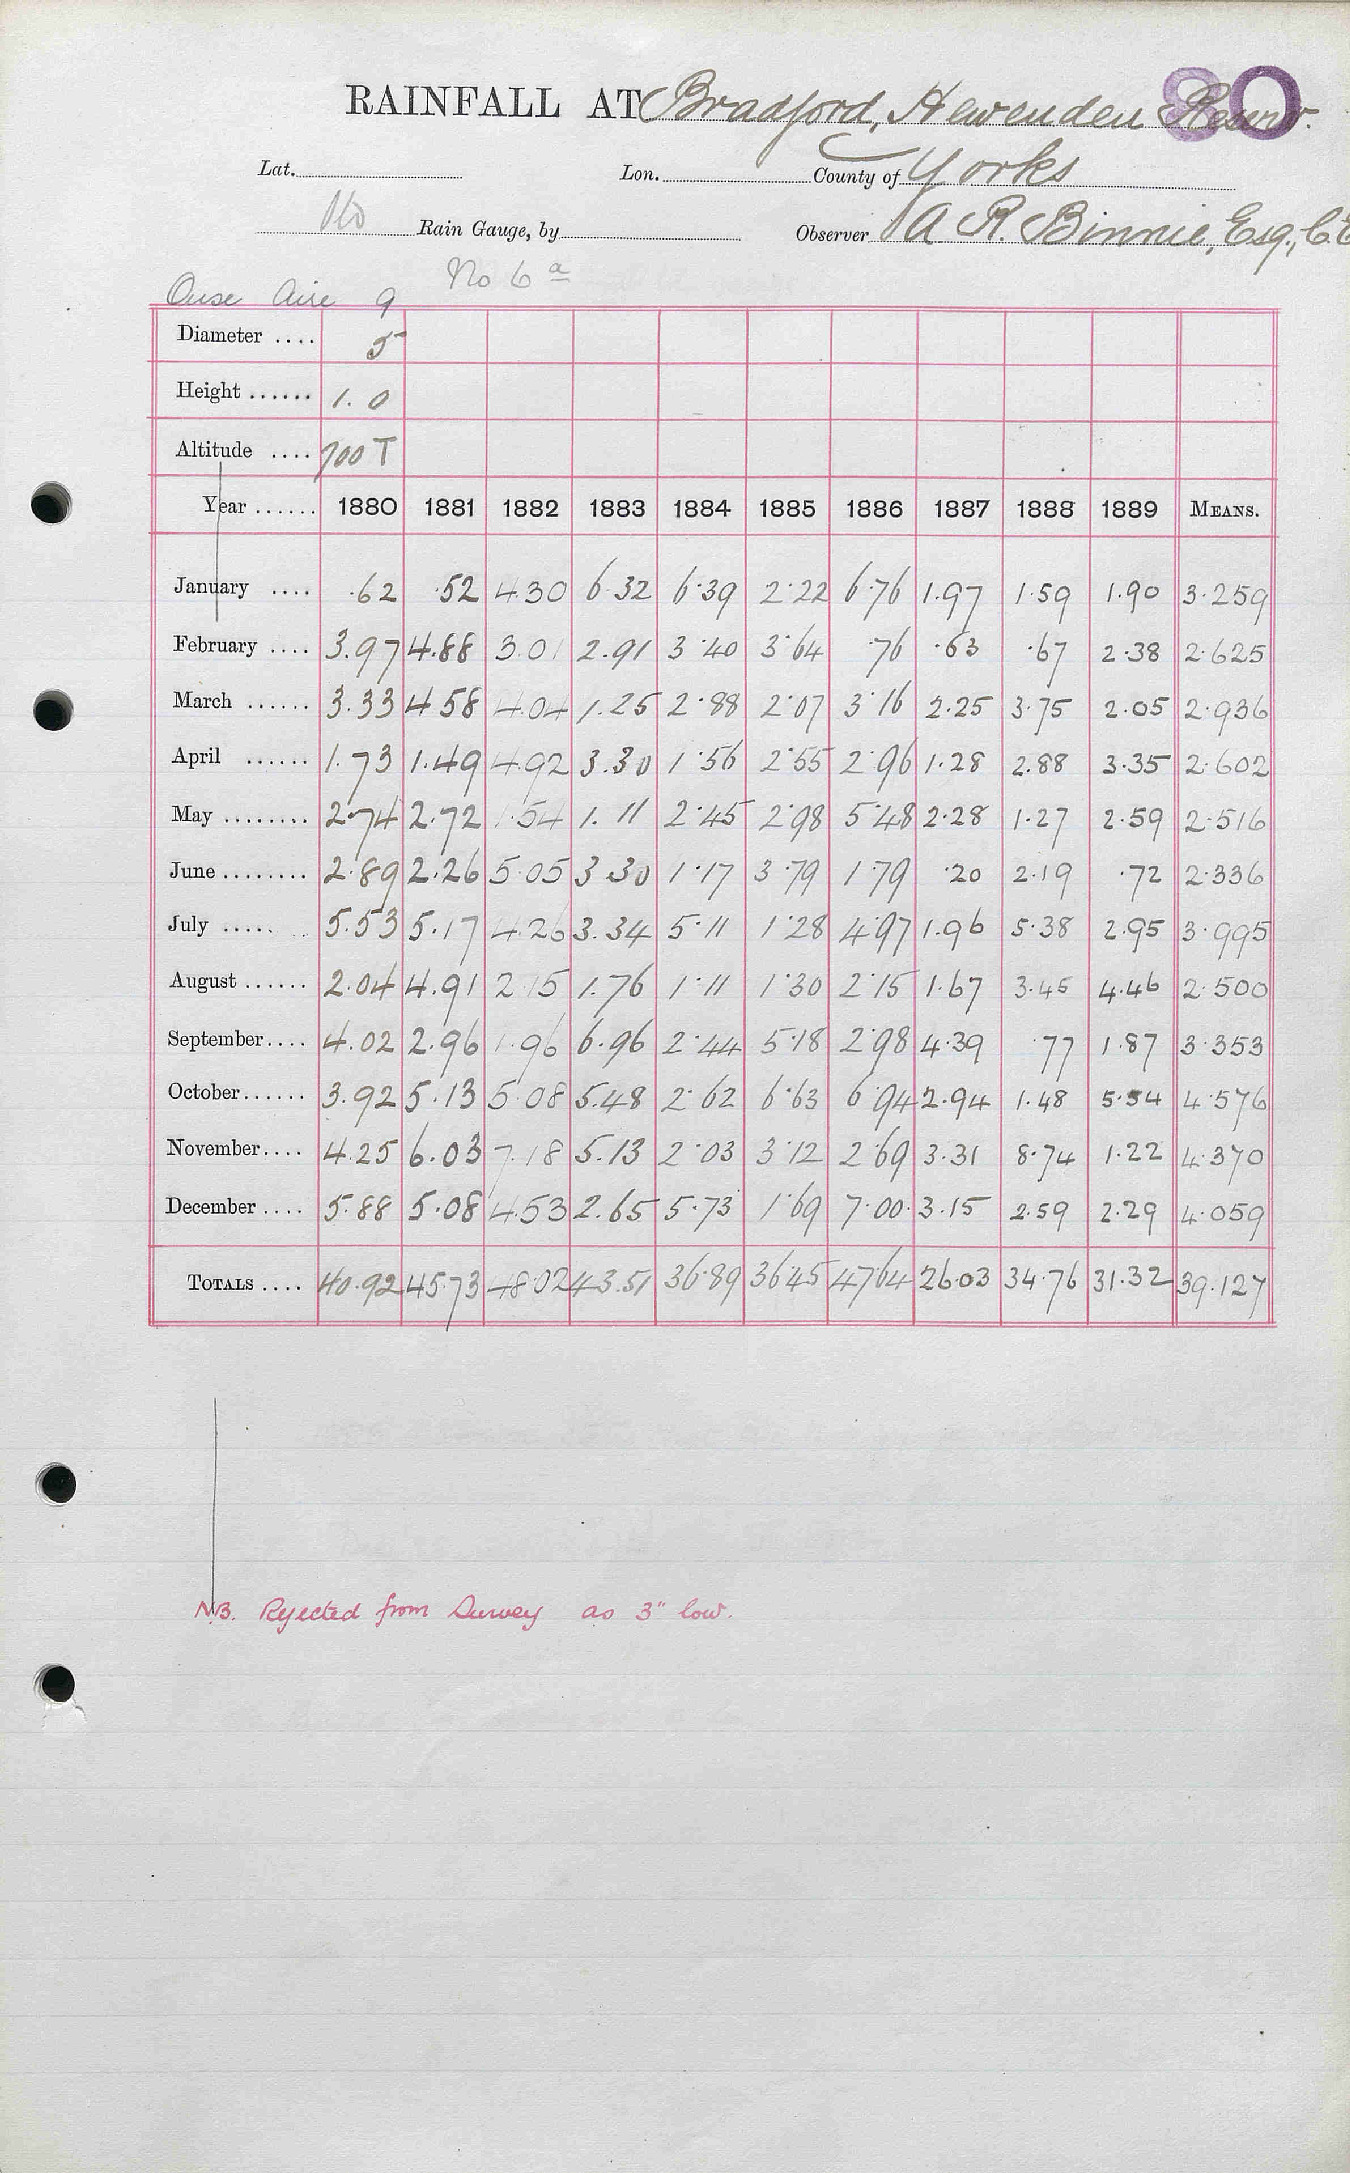 80
RAINFALL AT Bradford, Hewenden Reserv.
Lat. Lon. County of Yorks
Rain Gauge, by Observer A R. Binnie, Esq., C.E
No 6 a
Ouse Aire 9
Diameter .... 5
Height ...... 1. 0
Altitude .... 700 T
Year ...... 1880 1881 1882 1883 1884 1885 1886 1887 1888 1889 MEANS.
January .... .62 .52 4.30 6.32 6.39 2.22 6.76 1.97 1.59 1.90 3.259
February .... 3.97 4.88 3.01 2.91 3.40 3.64 .76 .63 .67 2.38 2.625
March ...... 3.33 4.58 4.04 1.25 2.88 2.07 3.16 2.25 3.75 2.05 2.936
April ...... 1.73 1.49 4.92 3.30 1.56 2.55 2.96 1.28 2.88 3.35 2.602
May ........ 2.74 2.72 1.54 1.11 2.45 2.98 5.48 2.28 1.27 2.59 2.516
June ........ 2.89 2.26 5.05 3.30 1.17 3.79 1.79 .20 2.19 .72 2.336
July ..... .. 5.53 5.17 4.26 3.34 5.11 1.28 4.97 1.96 5.38 2.95 3.995
August ...... 2.04 4.91 2.15 1.76 1.11 1.30 2.15 1.67 3.45 4.46 2.500
September.... 4.02 2.96 1.96 6.96 2.44 5.18 2.98 4.39 .77 1.87 3.353
October...... 3.92 5.13 5.08 5.48 2.62 6.63 6.94 2.94 1.48 5.54 4.576
November.... 4.25 6.03 7.18 5.13 2.03 3.12 2.69 3.31 8.74 1.22 4.370
December .... 5.88 5.08 4.53 2.65 5.73 1.69 7.00 3.15 2.59 2.29 4.059
TOTALS .... 40.92 45.73 48.02 43.51 36.89 36.45 47.64 26.03 34.76 31.32 39.127
NB. Rejected from Survey as 3" low.